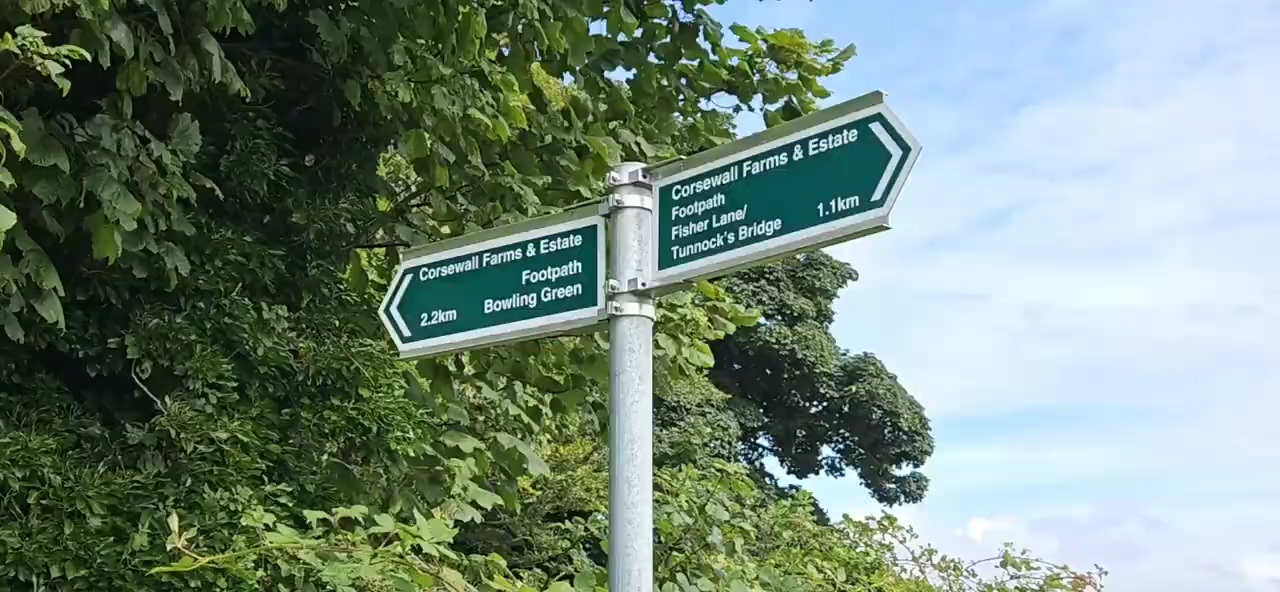 Corsewall Farms & Estate
Footpath
Bowling Green
2.2km
Corsewall Farms & Estate
Footpath
Fisher Lane/
Tunnock's Bridge
1.1km